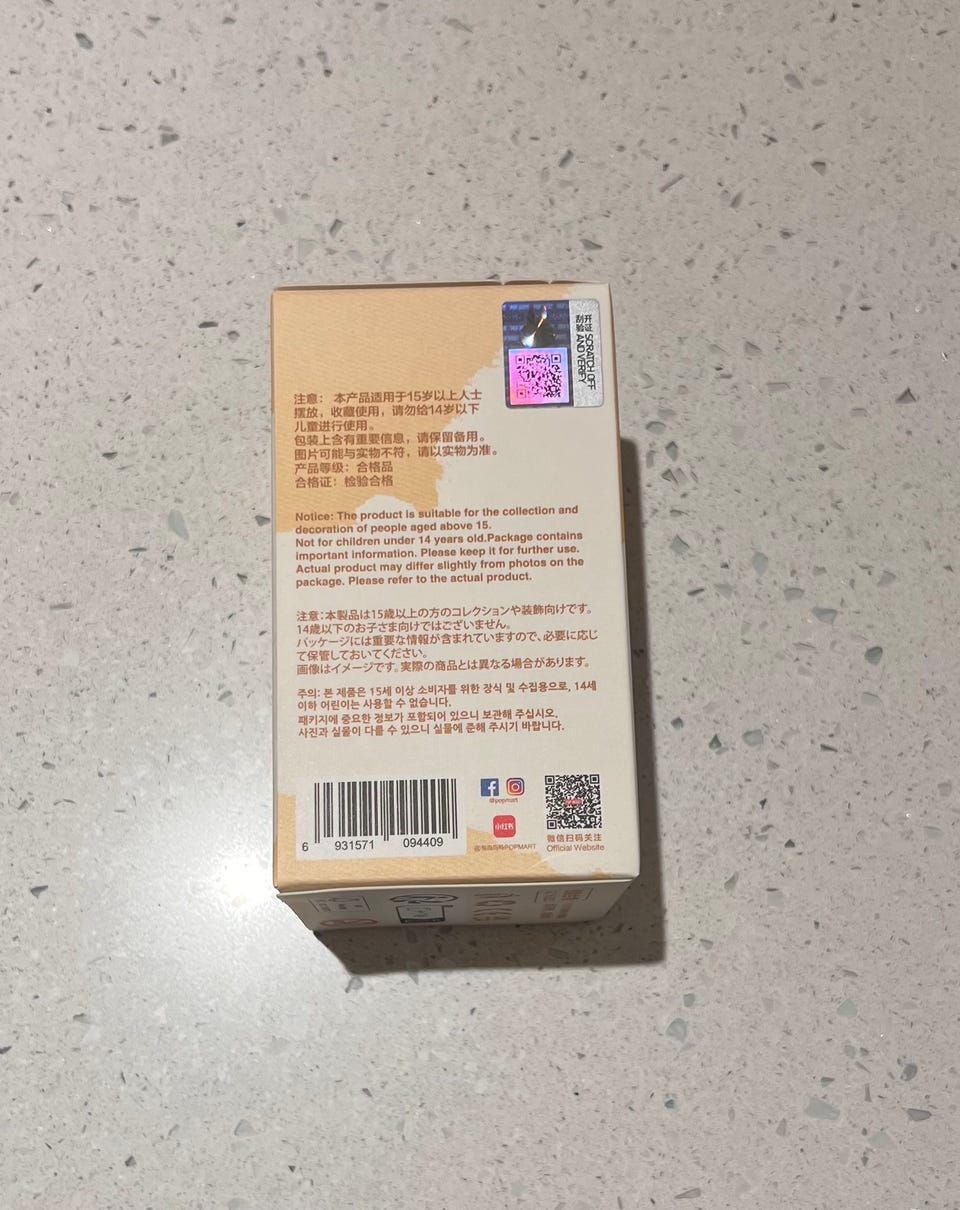 开证 SCRATCH OFF
刮验 AND VERIFY
注意： 本产品适用于15岁以上人士
摆放，收藏使用，请勿给14岁以下
儿童进行使用。
包装上含有重要信息，请保留备用。
图片可能与实物不符，请以实物为准。
产品等级：合格品
合格证：检验合格
Notice: The product is suitable for the collection and
decoration of people aged above 15.
Not for children under 14 years old.Package contains
important information. Please keep it for further use.
Actual product may differ slightly from photos on the
package. Please refer to the actual product.
注意:本製品は15歳以上の方のコレクションや装飾向けです。
14歳以下のお子さま向けではございません。
パッケージには重要な情報が含まれていますので、必要に応じ
て保管しておいてください。
画像はイメージです。実際の商品とは異なる場合があります。
주의: 본 제품은 15세 이상 소비자를 위한 장식 및 수집용으로, 14세
이하 어린이는 사용할 수 없습니다.
패키지에 중요한 정보가 포함되어 있으니 보관해 주십시오,
사진과 실물이 다를 수 있으니 실물에 준해 주시기 바랍니다.
6 931571 094409
@popmart
小红书
@泡泡玛特POPMART
微信扫码关注
Official Website